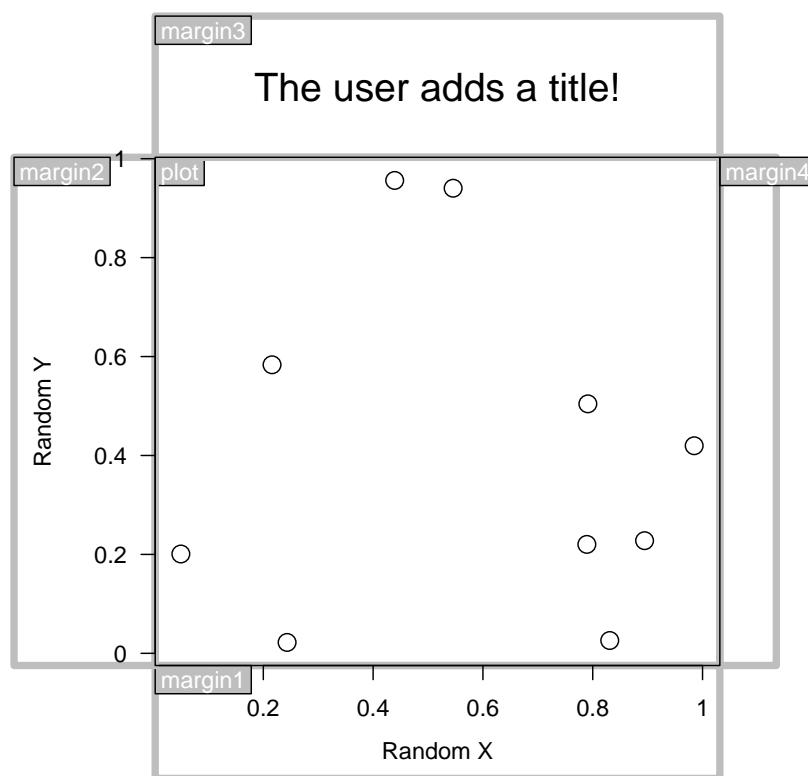 margin3
The user adds a title!
margin2
plot
margin4
1
0.8
0.6
0.4
0.2
0
Random Y
margin1
0.2 0.4 0.6 0.8 1
Random X